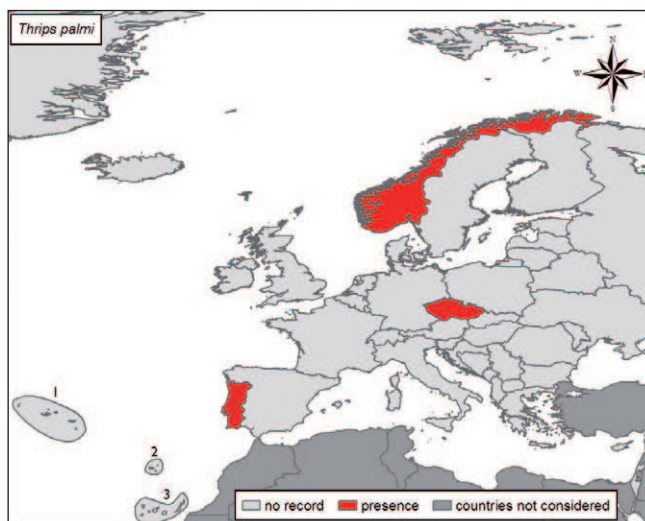 Thrips palmi
N
W
E
S
1
2
3
no record presence countries not considered